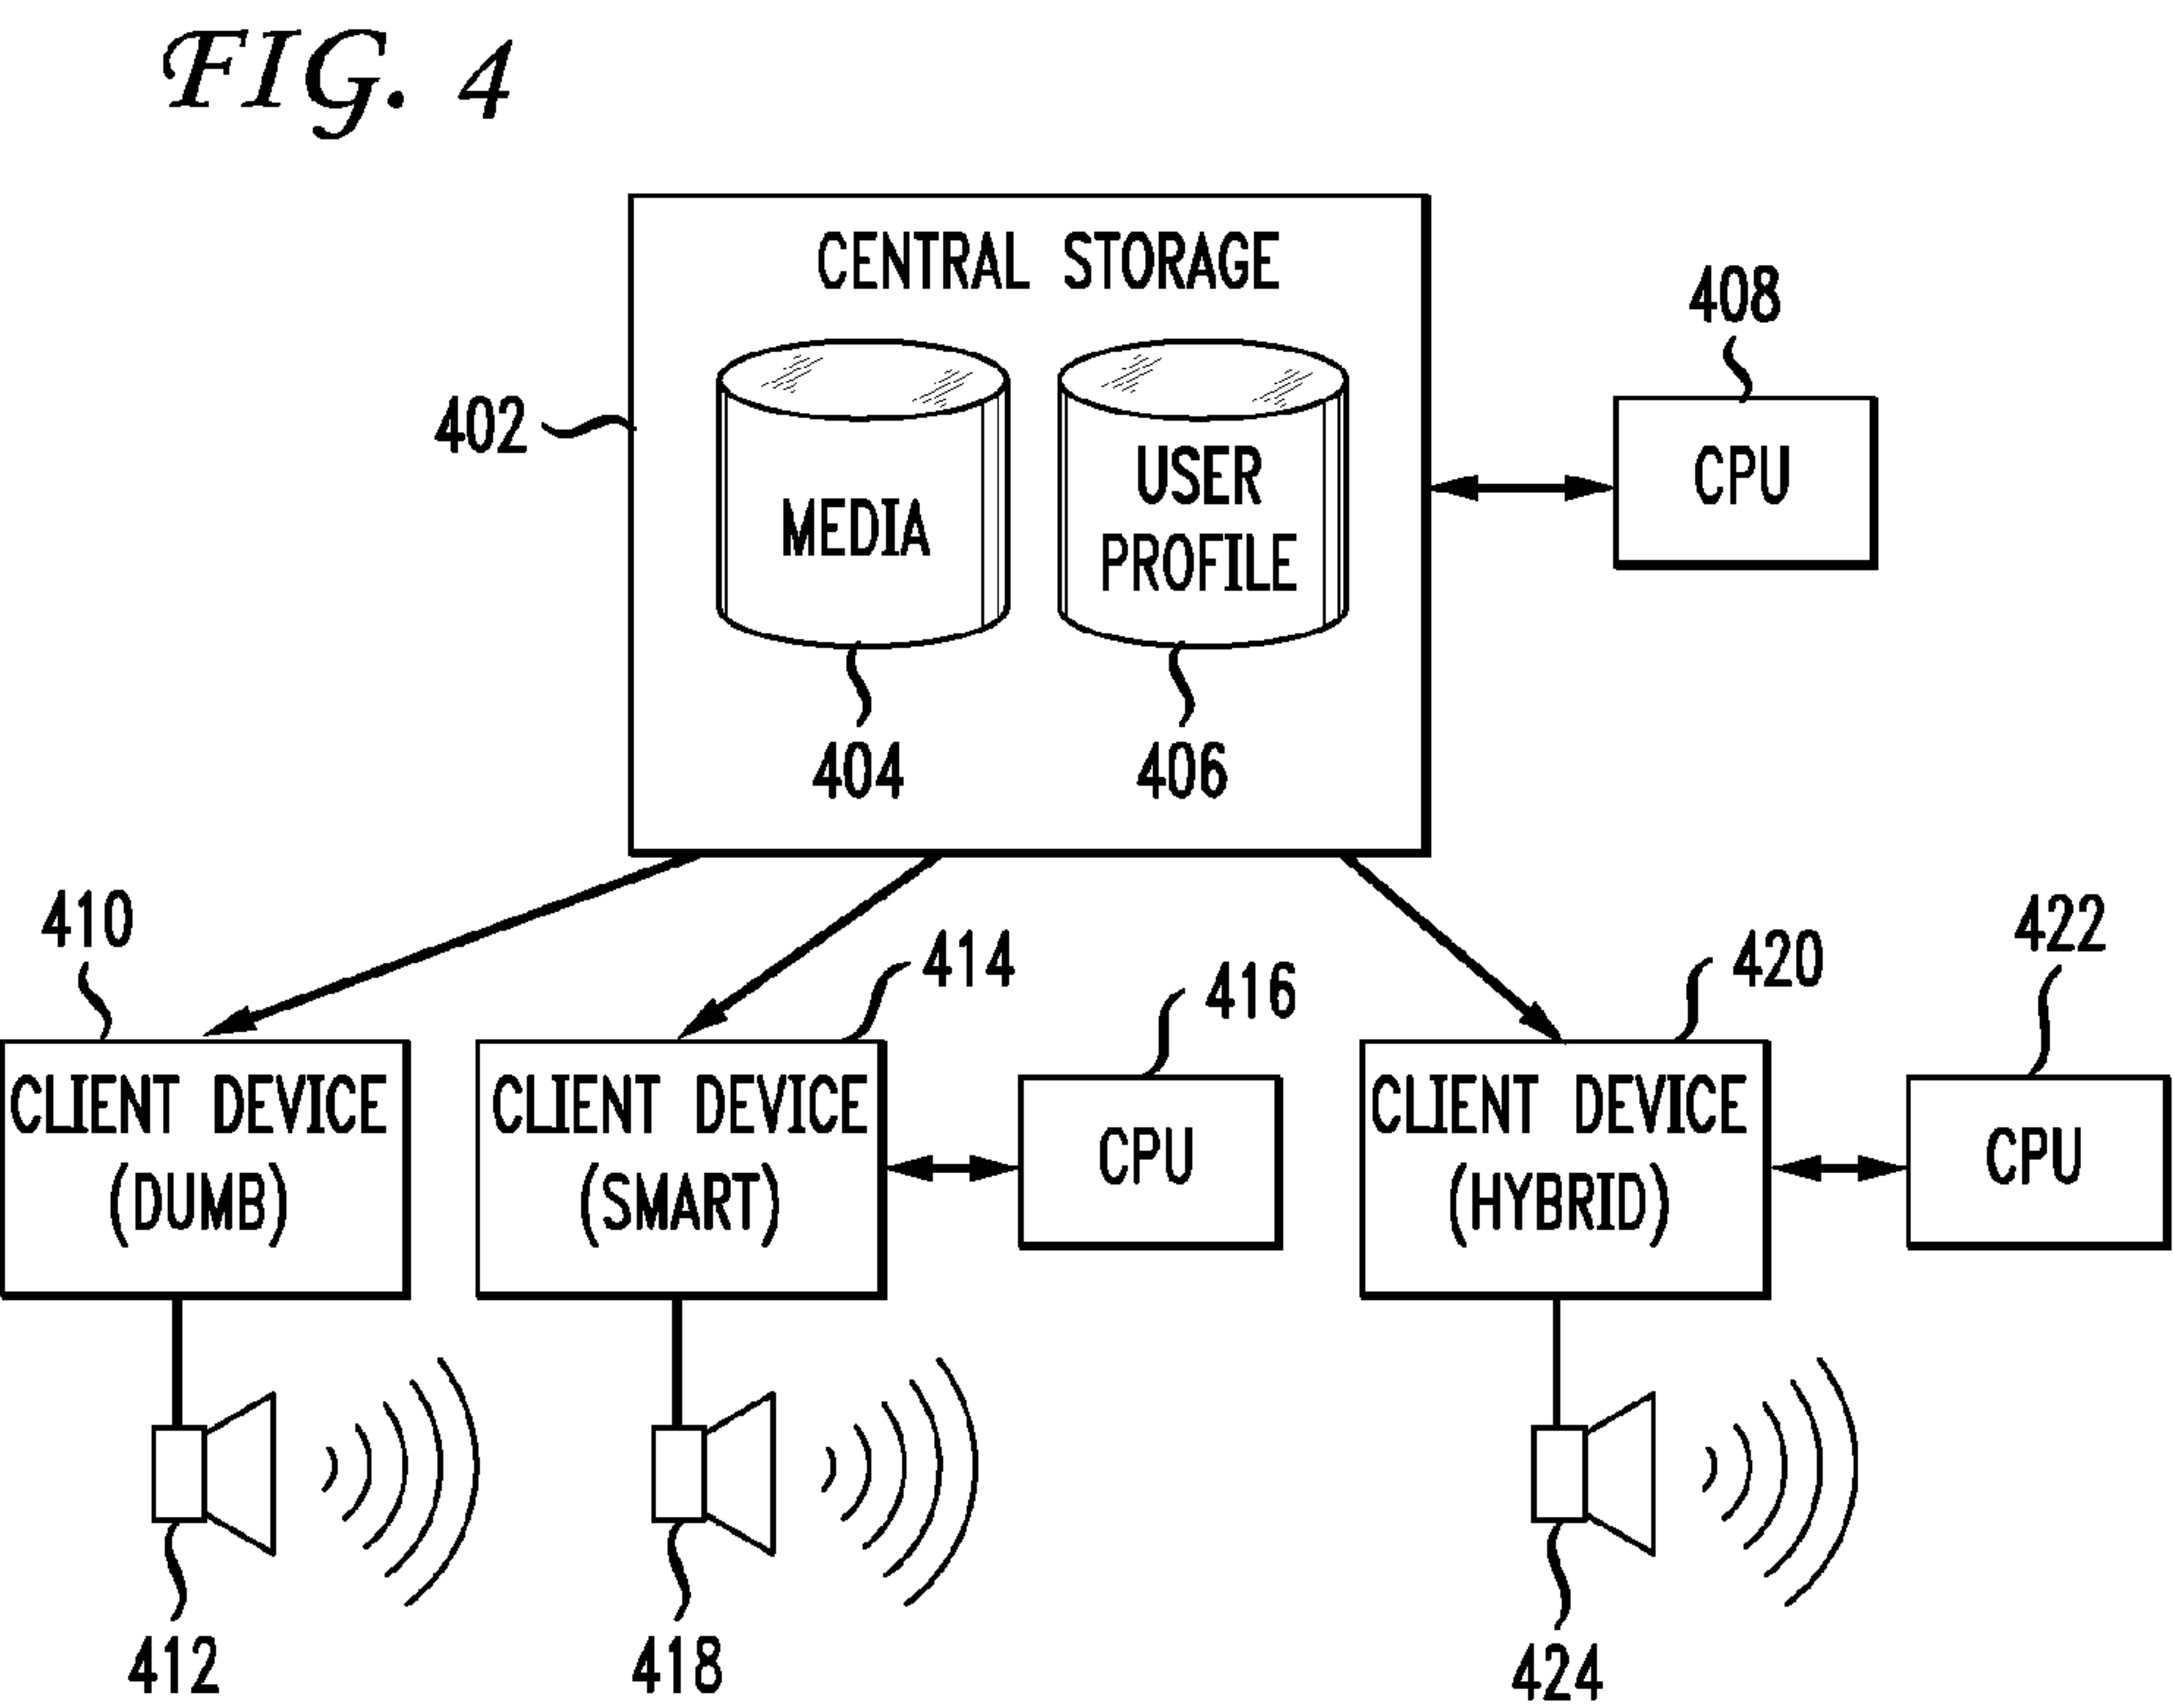 FIG. 4
CENTRAL STORAGE
408
402
MEDIA
USER
PROFILE
CPU
404
406
410
414
416
420
422
CLIENT DEVICE
(DUMB)
CLIENT DEVICE
(SMART)
CPU
CLIENT DEVICE
(HYBRID)
CPU
412
418
424